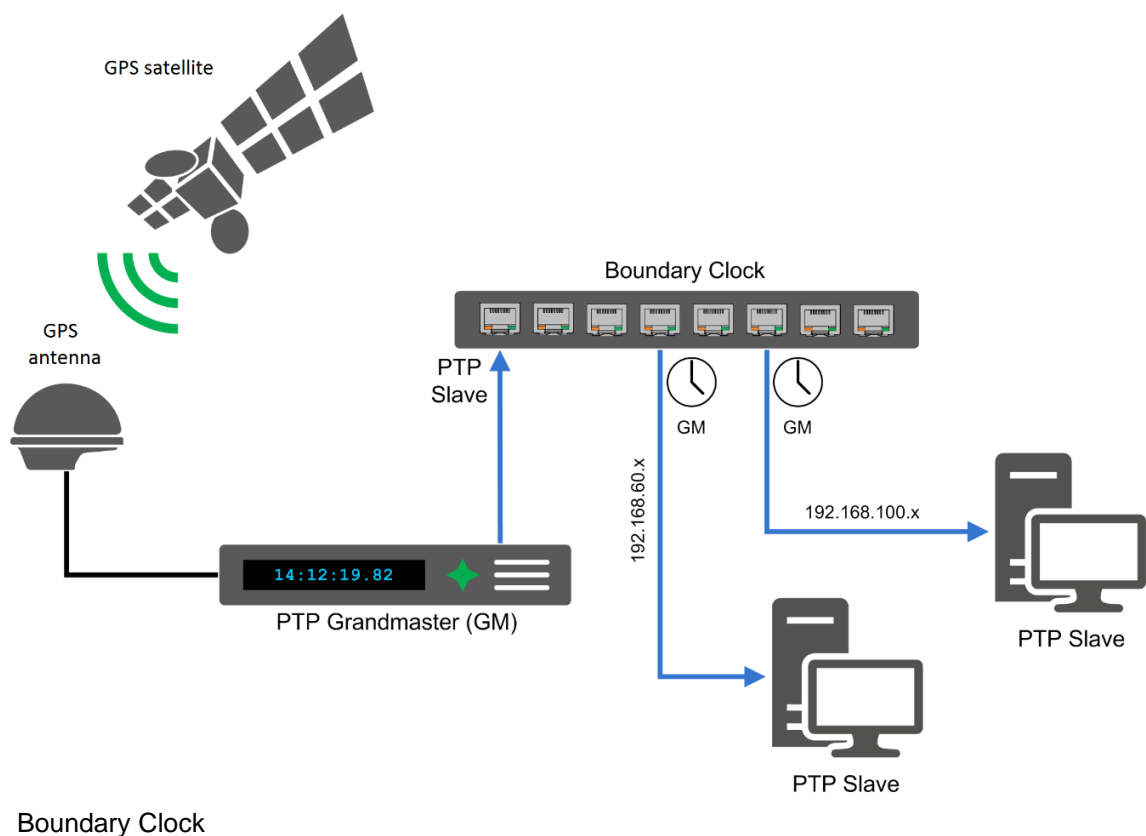 GPS satellite
Boundary Clock
GPS
antenna
PTP
Slave
GM
GM
192.168.60.x
192.168.100.x
14:12:19.82
PTP Grandmaster (GM)
PTP Slave
PTP Slave
Boundary Clock